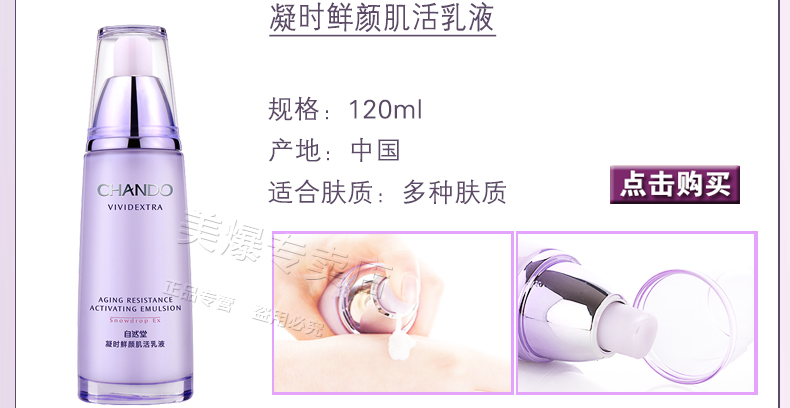 凝时鲜颜肌活乳液
规格：120ml
产地：中国
适合肤质：多种肤质
点击购买
CHANDO
VIVIDEXTRA
AGING RESISTANCE
ACTIVATING EMULSION
Snowdrop Ex
自然堂
凝时鲜颜肌活乳液
美爆专卖店
正品专营 盗用必究